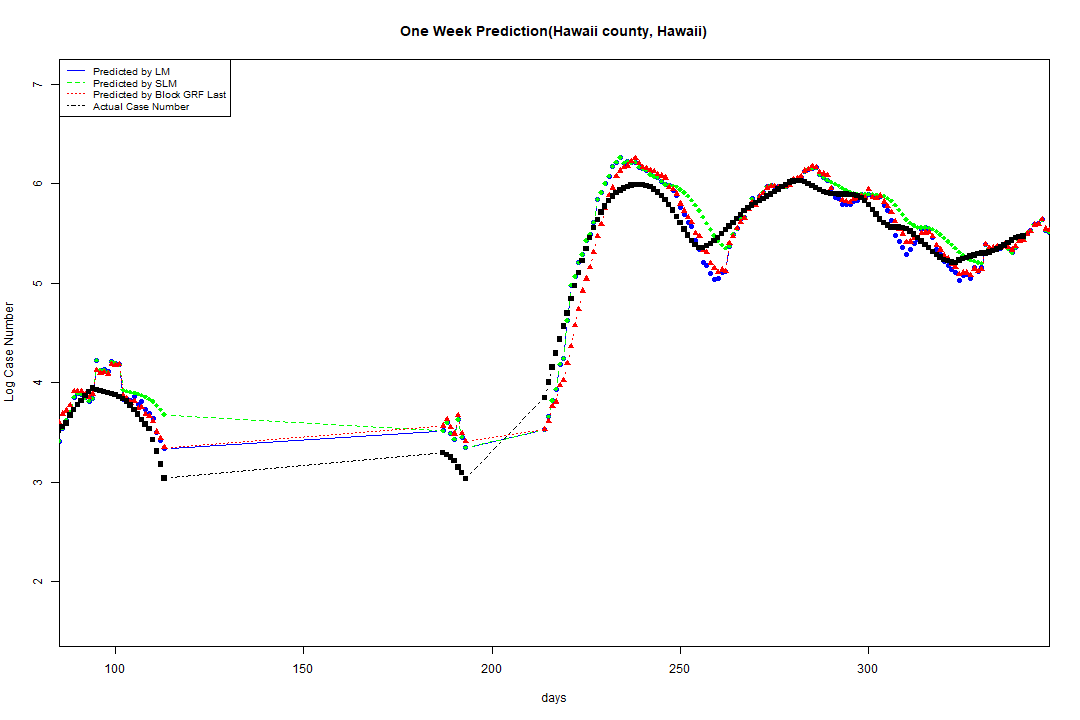 One Week Prediction(Hawaii county, Hawaii)
Predicted by LM
Predicted by SLM
Predicted by Block GRF Last
Actual Case Number
Log Case Number
7
6
5
4
3
2
100
150
200
250
300
days